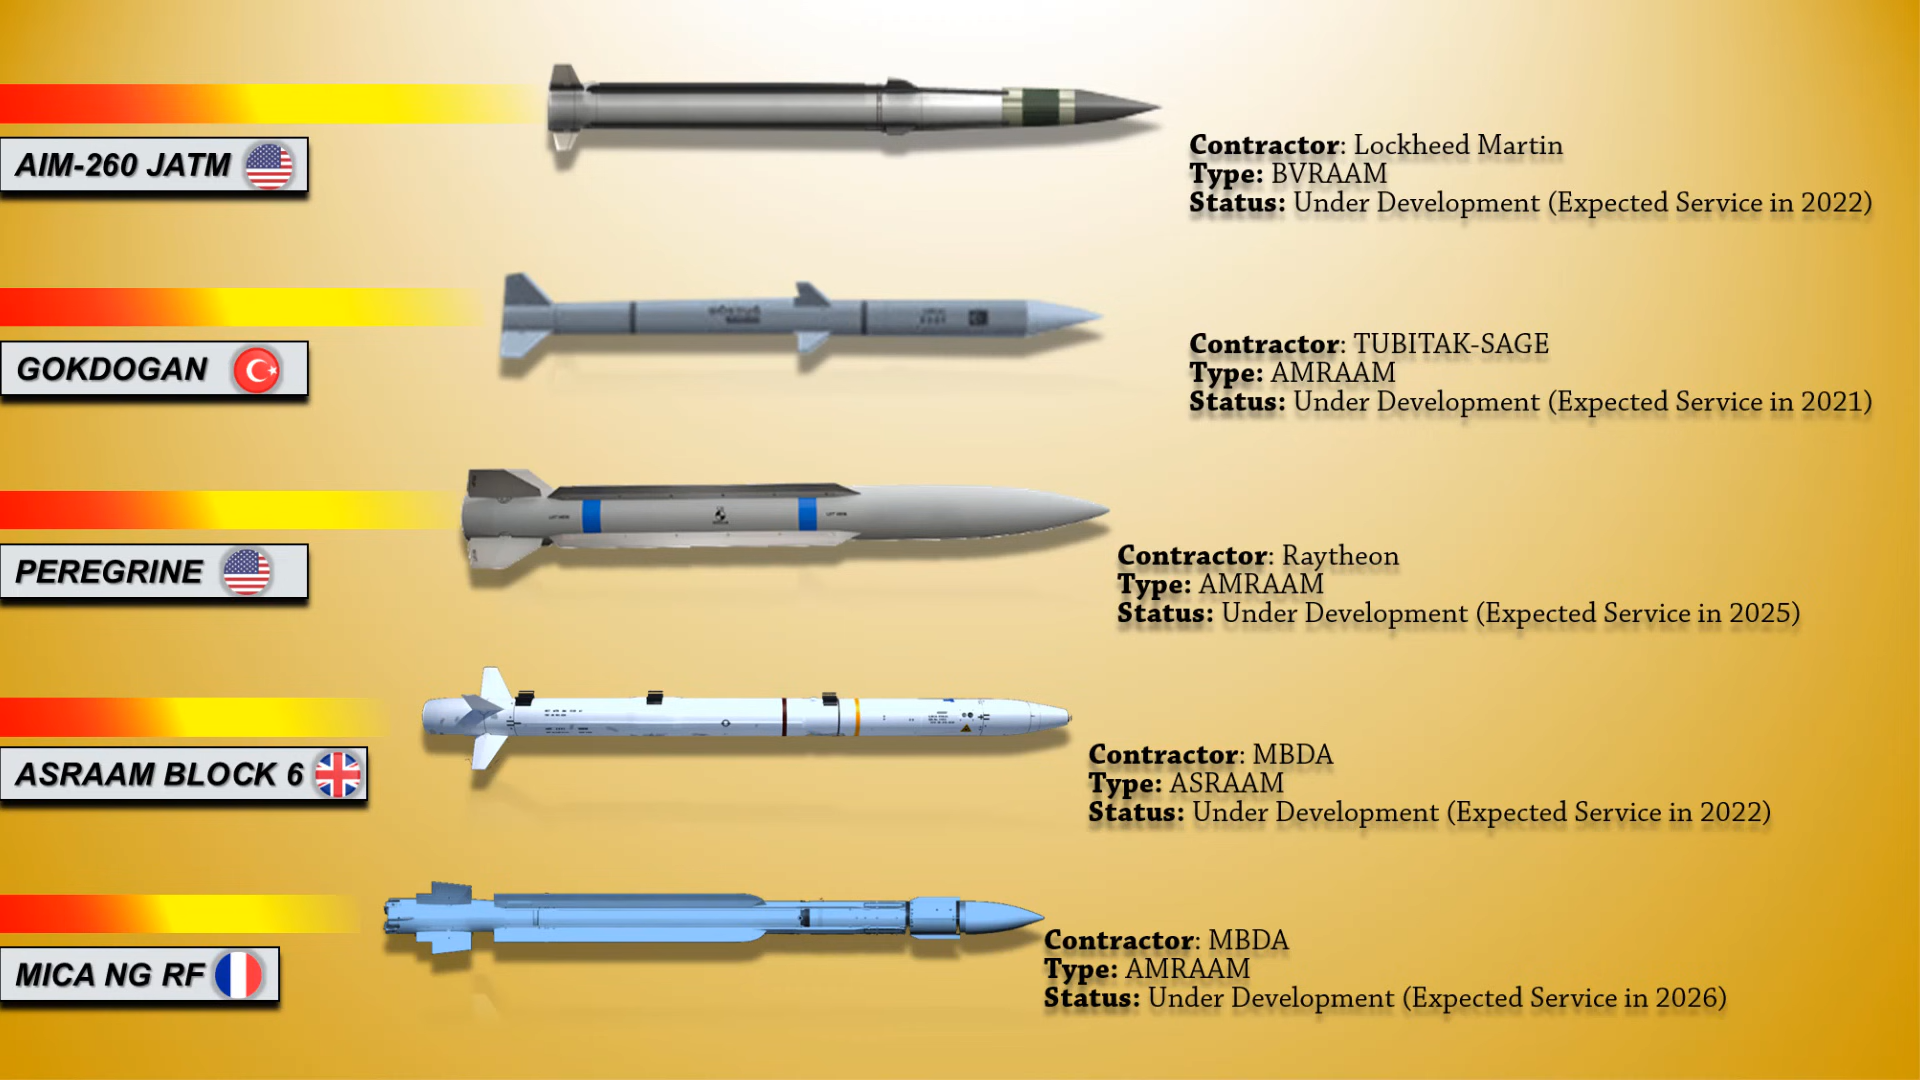 AIM-260 JATM
Contractor: Lockheed Martin
Type: BVRAAM
Status: Under Development (Expected Service in 2022)
GOKDOGAN
Contractor: TUBITAK-SAGE
Type: AMRAAM
Status: Under Development (Expected Service in 2021)
PEREGRINE
Contractor: Raytheon
Type: AMRAAM
Status: Under Development (Expected Service in 2025)
ASRAAM BLOCK 6
Contractor: MBDA
Type: ASRAAM
Status: Under Development (Expected Service in 2022)
MICA NG RF
Contractor: MBDA
Type: AMRAAM
Status: Under Development (Expected Service in 2026)